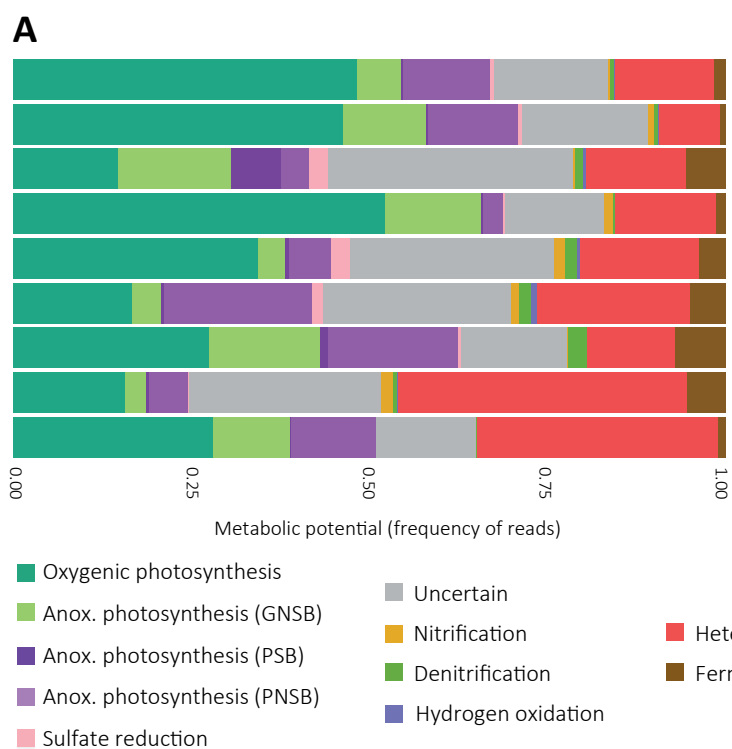 A
0.00
0.25
0.50
0.75
1.00
Metabolic potential (frequency of reads)
Oxygenic photosynthesis
Anox. photosynthesis (GNSB)
Anox. photosynthesis (PSB)
Anox. photosynthesis (PNSB)
Sulfate reduction
Uncertain
Nitrification
Denitrification
Hydrogen oxidation